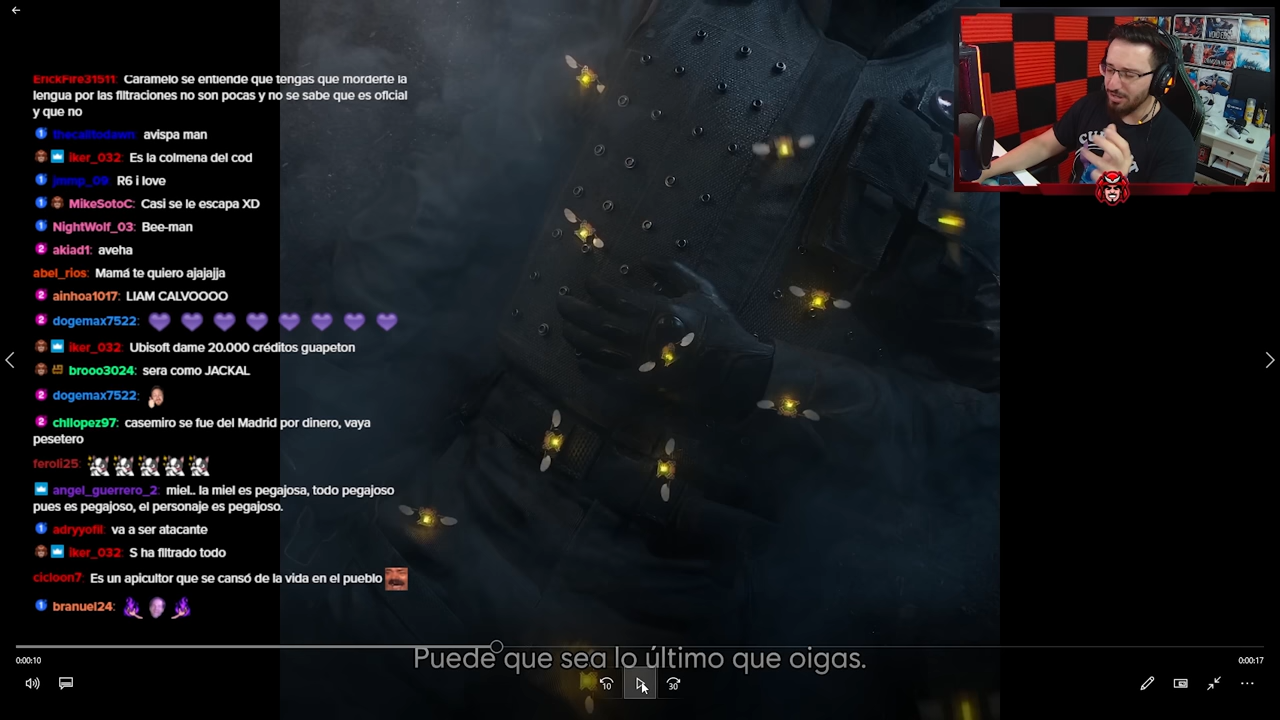 ErickFire31511: Caramelo se entiende que tengas que morderte la
lengua por las filtraciones no son pocas y no se sabe que es oficial
y que no
avispa man
iker_032: Es la colmena del cod
R6 i love
MikeSotoC: Casi se le escapa XD
NightWolf_03: Bee-man
akiad1: aveha
abel_rios: Mamá te quiero ajajajja
ainhoa1017: LIAM CALVOOOO
dogemax7522:
iker_032: Ubisoft dame 20.000 créditos guapeton
brooo3024: sera como JACKAL
dogemax7522:
chllopez97: casemiro se fue del Madrid por dinero, vaya
pesetero
feroli25:
angel_guerrero_2: miel.. la miel es pegajosa, todo pegajoso
pues es pegajoso, el personaje es pegajoso.
adryyofil: va a ser atacante
iker_032: S ha filtrado todo
cicloon7: Es un apicultor que se cansó de la vida en el pueblo
branuel24:
Puede que sea lo último que oigas.
0:00:10
0:00:17
10
30